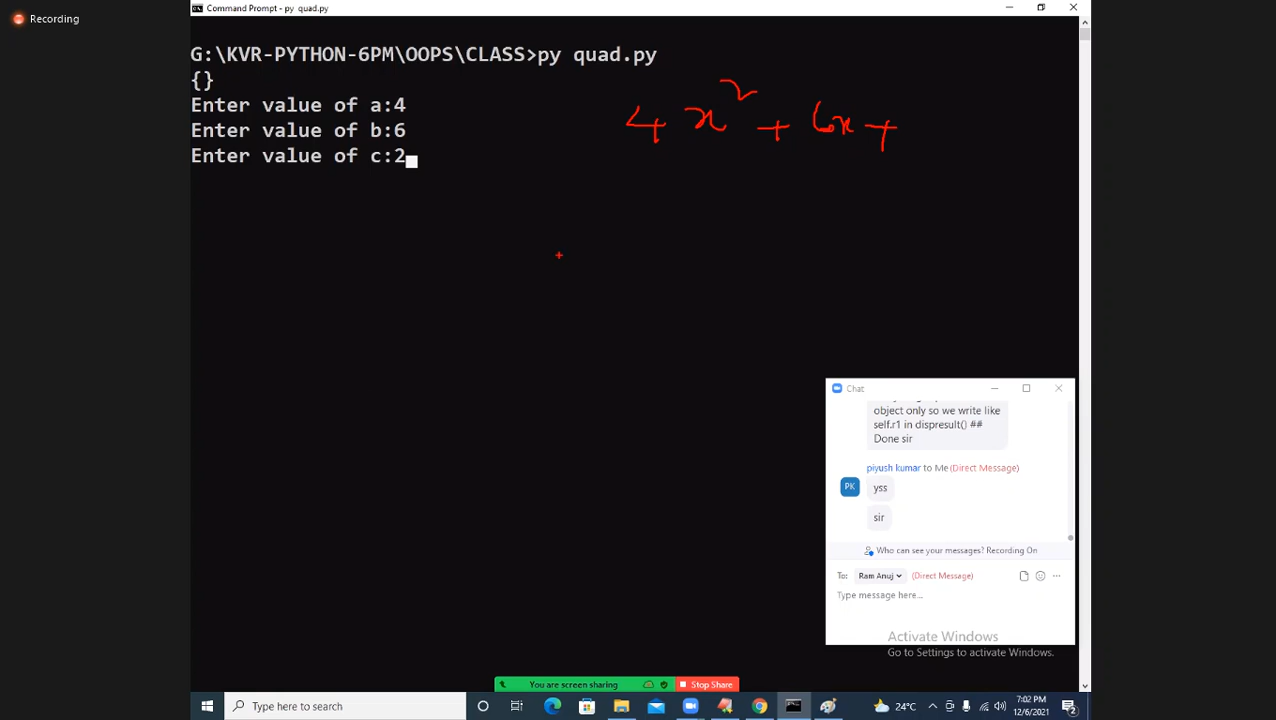 Recording
Command Prompt - py quad.py
G:\KVR-PYTHON-6PM\OOPS\CLASS>py quad.py
{}
Enter value of a:4
Enter value of b:6
Enter value of c:2
4x² + 6x +
Chat
object only so we write like
self.r1 in dispresult() ##
Done sir
piyush kumar to Me (Direct Message)
PK
yss
sir
Who can see your messages? Recording On
To: Ram Anuj (Direct Message)
Type message here...
Activate Windows
Go to Settings to activate Windows.
You are screen sharing
Stop Share
Type here to search
24°C
7:02 PM
12/6/2021
2